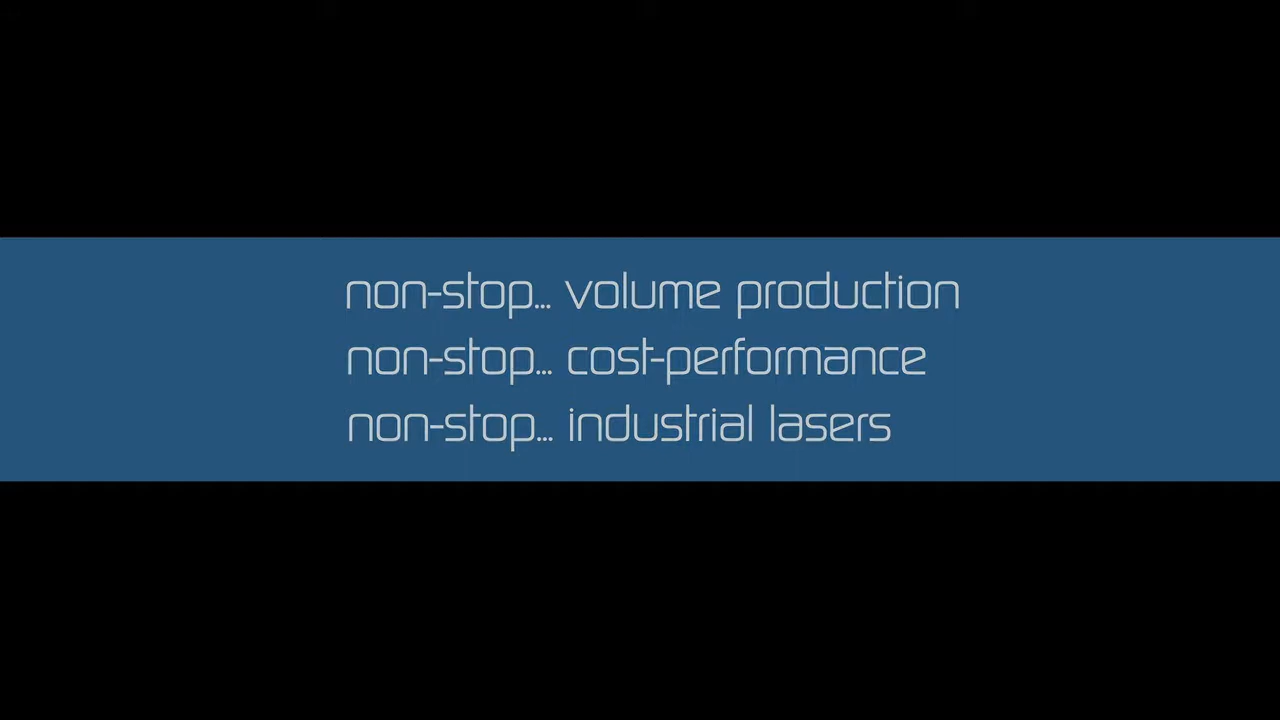 non-stop... volume production
non-stop... cost-performance
non-stop... industrial lasers